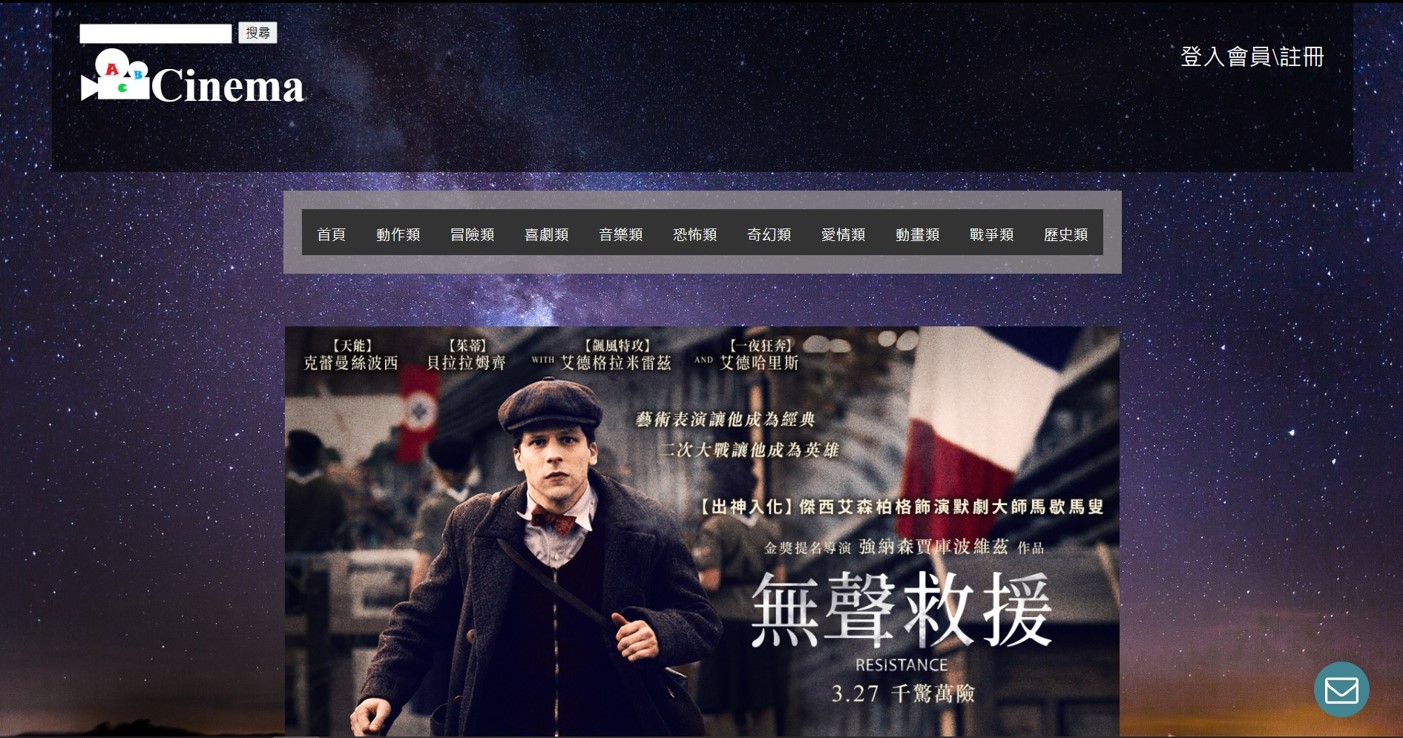 搜尋
A B C Cinema
登入會員\註冊
首頁 動作類 冒險類 喜劇類 音樂類 恐怖類 奇幻類 愛情類 動畫類 戰爭類 歷史類
【天能】 【茱蒂】 【飆風特攻】 【一夜狂奔】
克蕾曼絲波西 貝拉拉姆齊 WITH 艾德格拉米雷茲 AND 艾德哈里斯
藝術表演讓他成為經典
二次大戰讓他成為英雄
【出神入化】傑西艾森柏格飾演默劇大師馬歇馬叟
金獎提名導演 強納森賈庫波維茲 作品
無聲救援
RESISTANCE
3.27 千驚萬險